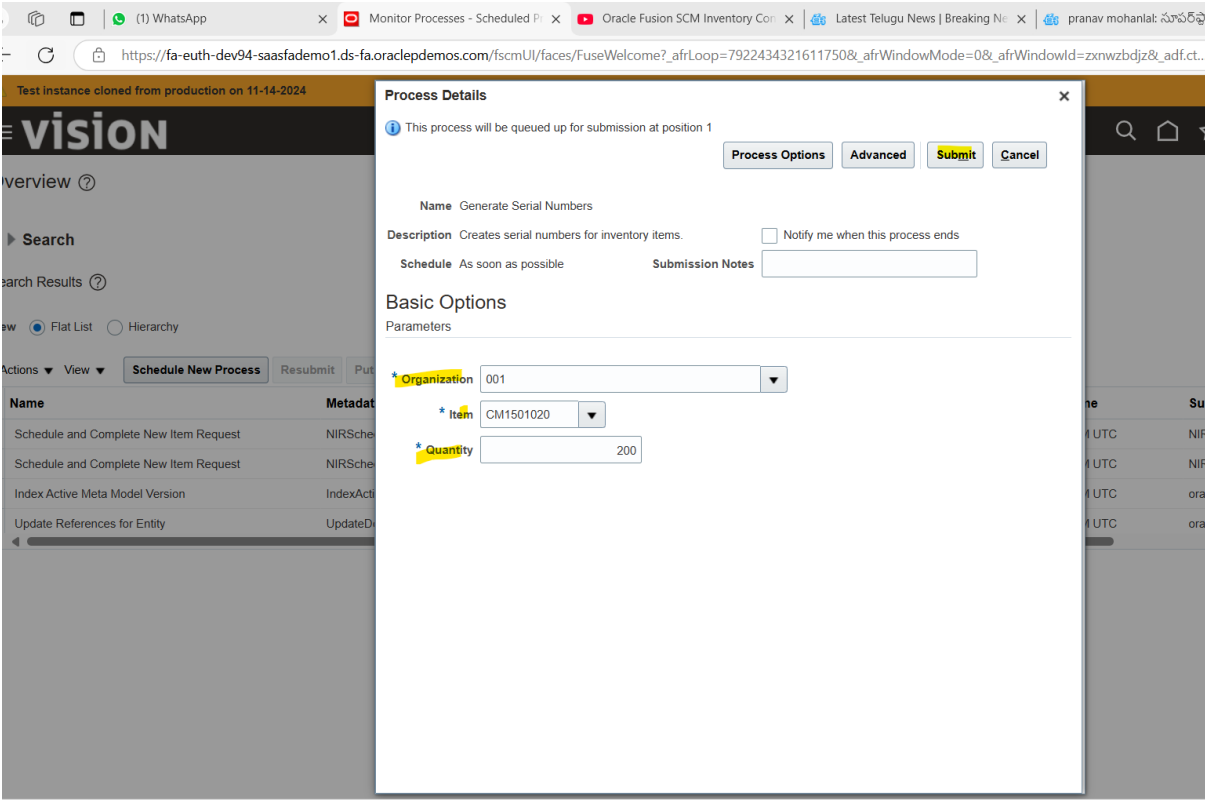 (1) WhatsApp
Monitor Processes - Scheduled Pr
Oracle Fusion SCM Inventory Con
Latest Telugu News | Breaking Ne
pranav mohanlal:
https://fa-euth-dev94-saasfademo1.ds-fa.oraclepdemos.com/fscmUI/faces/FuseWelcome?_afrLoop=7922434321611750&_afrWindowMode=0&_afrWindowId=zxnwzbdjz&_adf.ct...
Test instance cloned from production on 11-14-2024
vision
verview
Search
earch Results
ew Flat List Hierarchy
Actions View Schedule New Process Resubmit Put
Name Metadat
Schedule and Complete New Item Request NIRSche
Schedule and Complete New Item Request NIRSche
Index Active Meta Model Version IndexActi
Update References for Entity UpdateDe
Process Details
This process will be queued up for submission at position 1
Process Options Advanced Submit Cancel
Name Generate Serial Numbers
Description Creates serial numbers for inventory items. Notify me when this process ends
Schedule As soon as possible Submission Notes
Basic Options
Parameters
* Organization 001
* Item CM1501020
* Quantity 200
ne Su
M UTC NIR
M UTC NIR
M UTC ora
M UTC ora